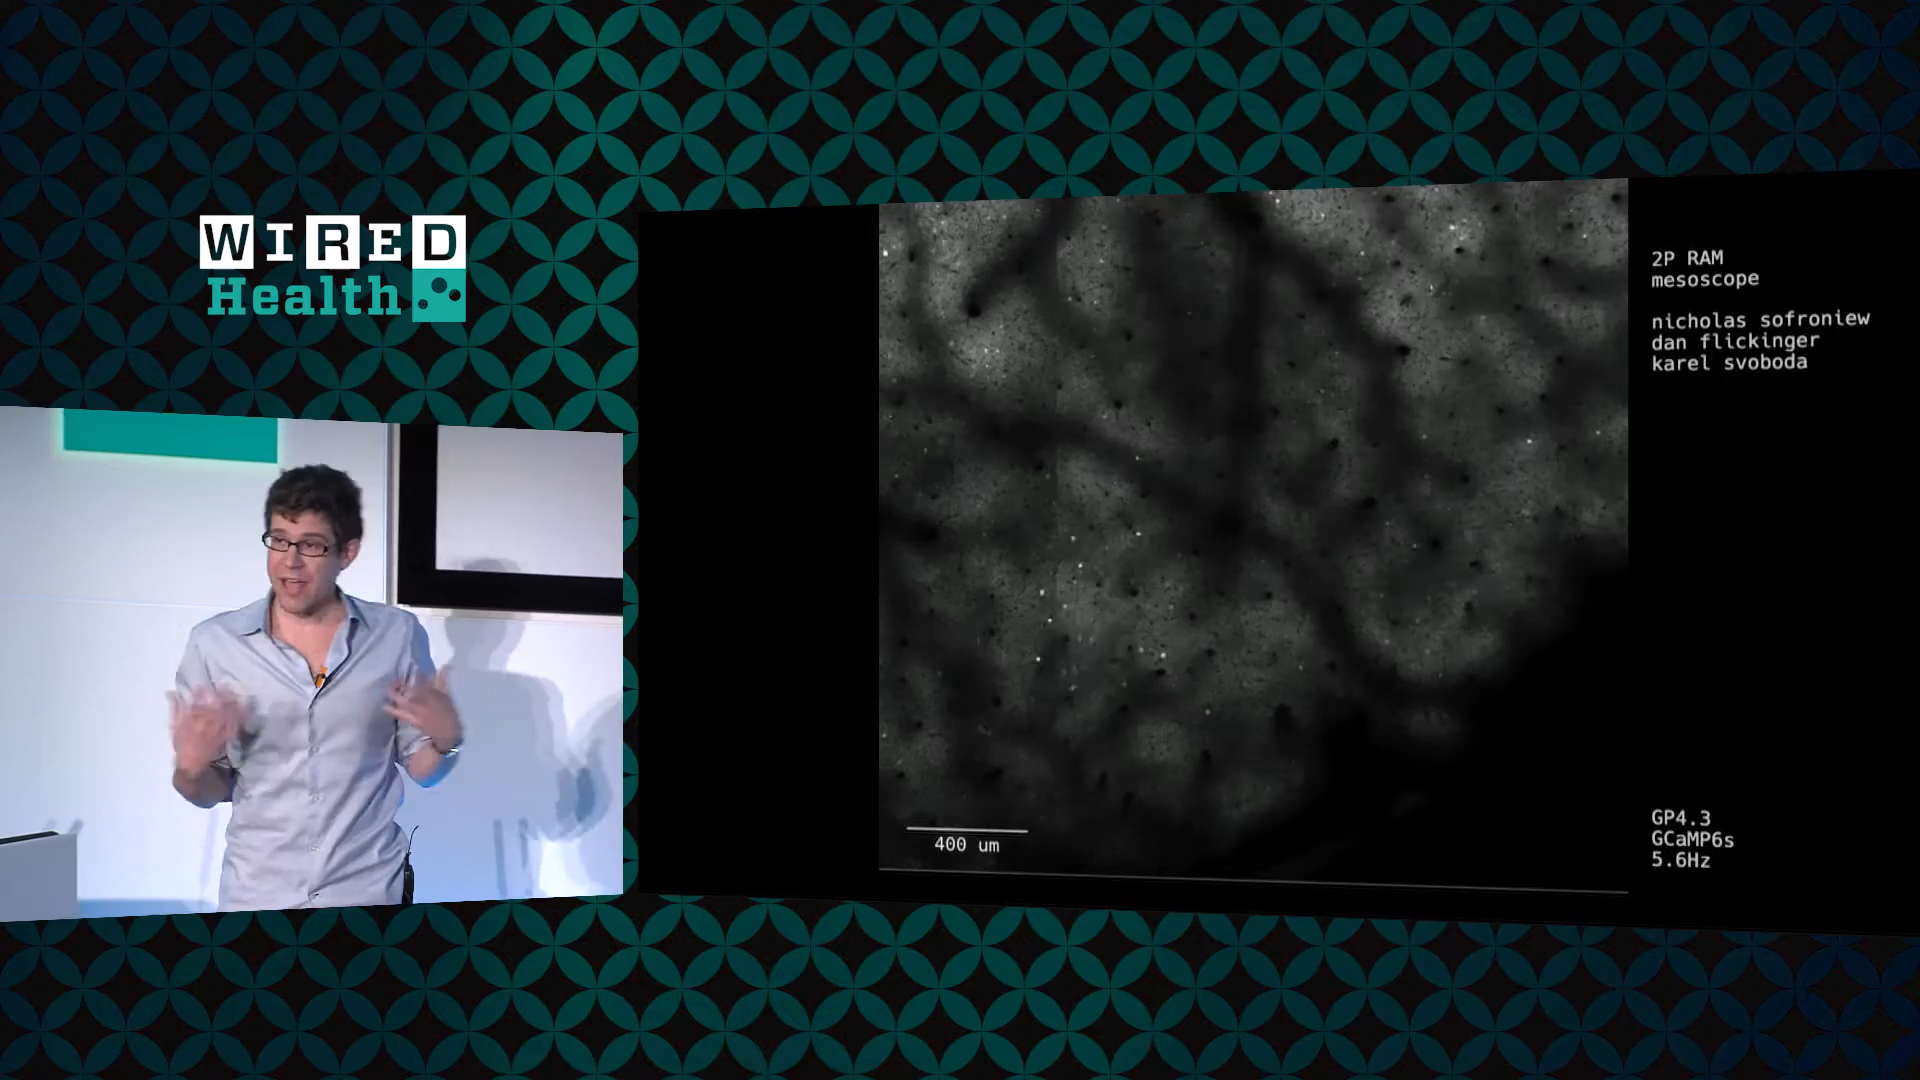 WIRED
Health
2P RAM
mesoscope
nicholas sofroniew
dan flickinger
karel svoboda
400 um
GP4.3
GCaMP6s
5.6Hz